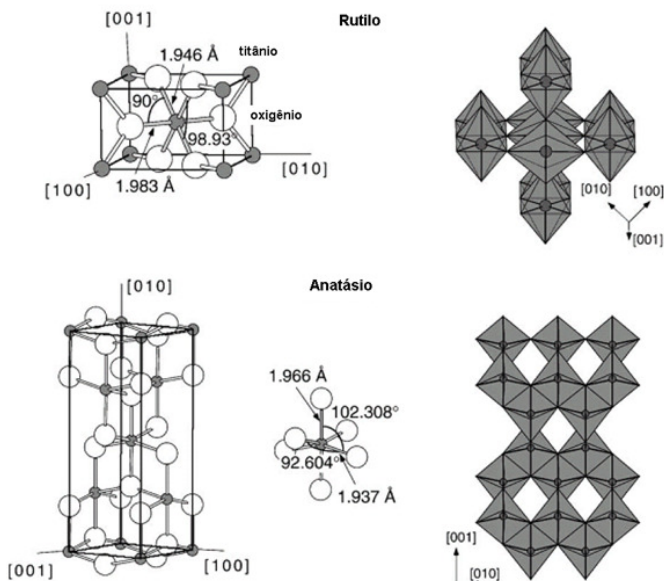 Rutilo
[001]
titânio
1.946 Å
90°
oxigênio
98.93°
[010]
[100]
1.983 Å
[010]
[100]
[001]
Anatásio
[010]
1.966 Å
102.308°
92.604°
1.937 Å
[001]
[100]
[001]
[010]